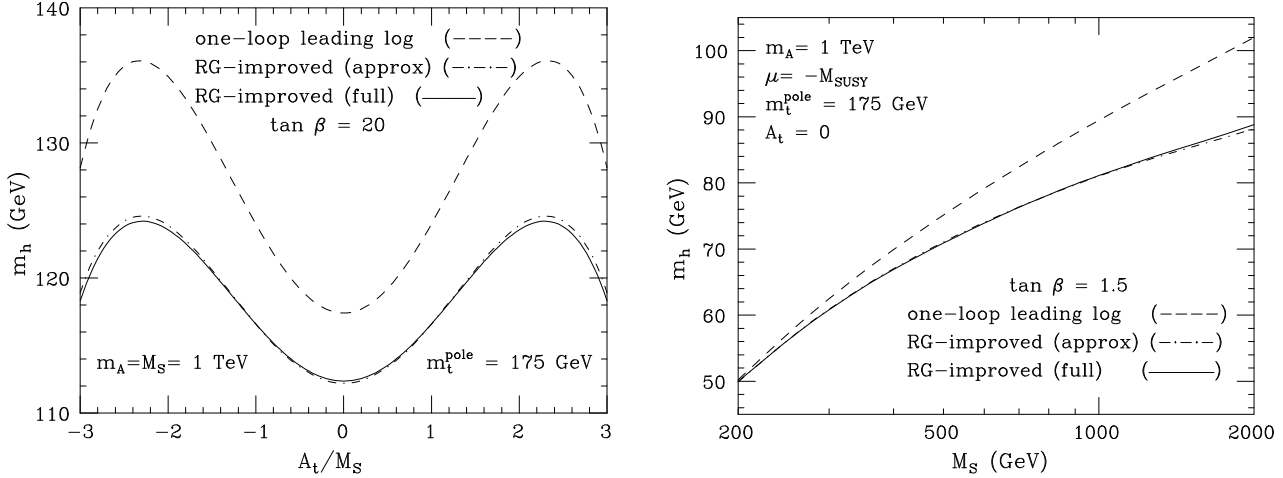 140
130
120
110
m_h (GeV)
one-loop leading log (-----)
RG-improved (approx) (-·-·-)
RG-improved (full) (——)
tan β = 20
m_A=M_S= 1 TeV
m_t^pole = 175 GeV
−3 −2 −1 0 1 2 3
A_t/M_S
100
90
80
70
60
50
m_h (GeV)
m_A= 1 TeV
μ= −M_SUSY
m_t^pole = 175 GeV
A_t = 0
tan β = 1.5
one-loop leading log (-----)
RG-improved (approx) (-·-·-)
RG-improved (full) (——)
200 500 1000 2000
M_S (GeV)